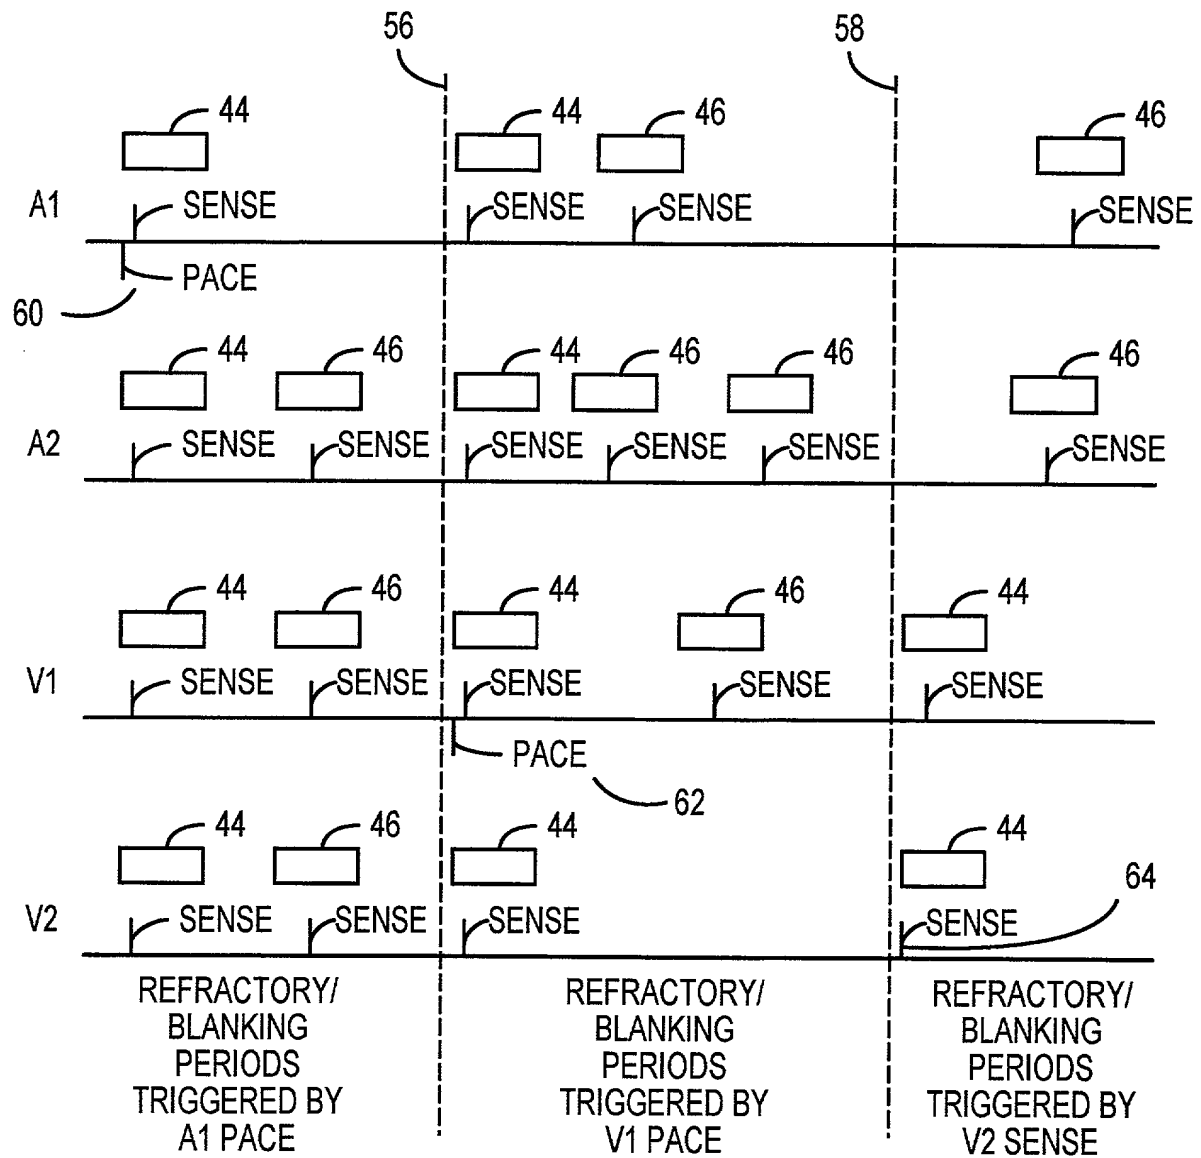 56
58
44
44
46
46
A1
SENSE
SENSE
SENSE
SENSE
PACE
60
44
46
44
46
46
46
A2
SENSE
SENSE
SENSE
SENSE
SENSE
SENSE
44
46
44
46
44
V1
SENSE
SENSE
SENSE
SENSE
SENSE
PACE
62
44
46
44
44
64
V2
SENSE
SENSE
SENSE
SENSE
REFRACTORY/
BLANKING
PERIODS
TRIGGERED BY
A1 PACE
REFRACTORY/
BLANKING
PERIODS
TRIGGERED BY
V1 PACE
REFRACTORY/
BLANKING
PERIODS
TRIGGERED BY
V2 SENSE